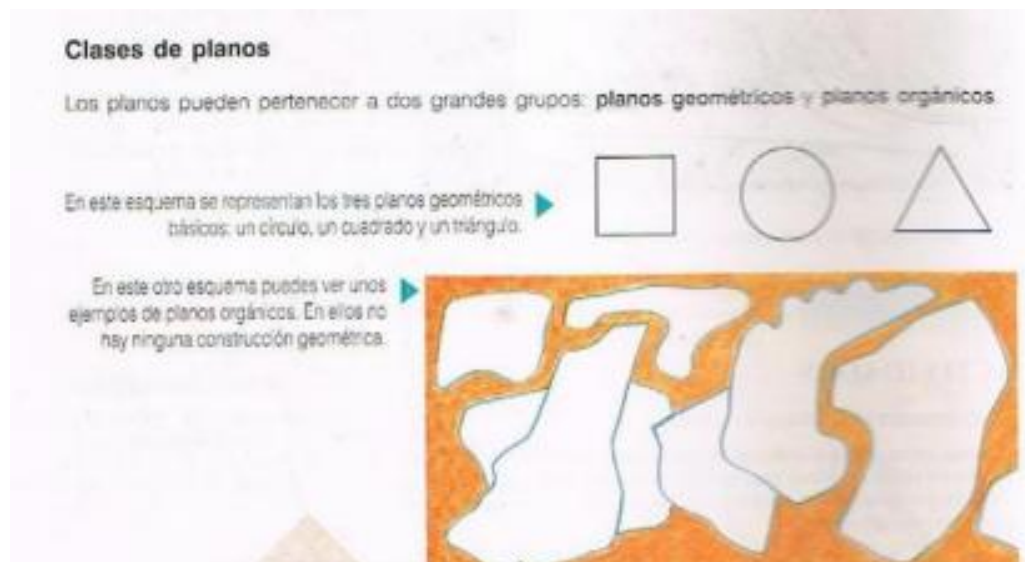 Clases de planos
Los planos pueden pertenecer a dos grandes grupos: planos geométricos y planos orgánicos.
En este esquema se representan los tres planos geométricos
básicos: un círculo, un cuadrado y un triángulo.
En este otro esquema puedes ver unos
ejemplos de planos orgánicos. En ellos no
hay ninguna construcción geométrica.